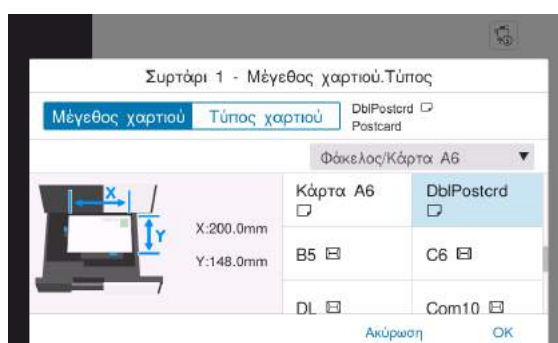 Συρτάρι 1 - Μέγεθος χαρτιού.Τύπος
Μέγεθος χαρτιού Τύπος χαρτιού DblPostcrd
Postcard
Φάκελος/Κάρτα A6
X
Y
X:200.0mm
Y:148.0mm
Κάρτα A6 DblPostcrd
B5 C6
DL Com10
Ακύρωση OK